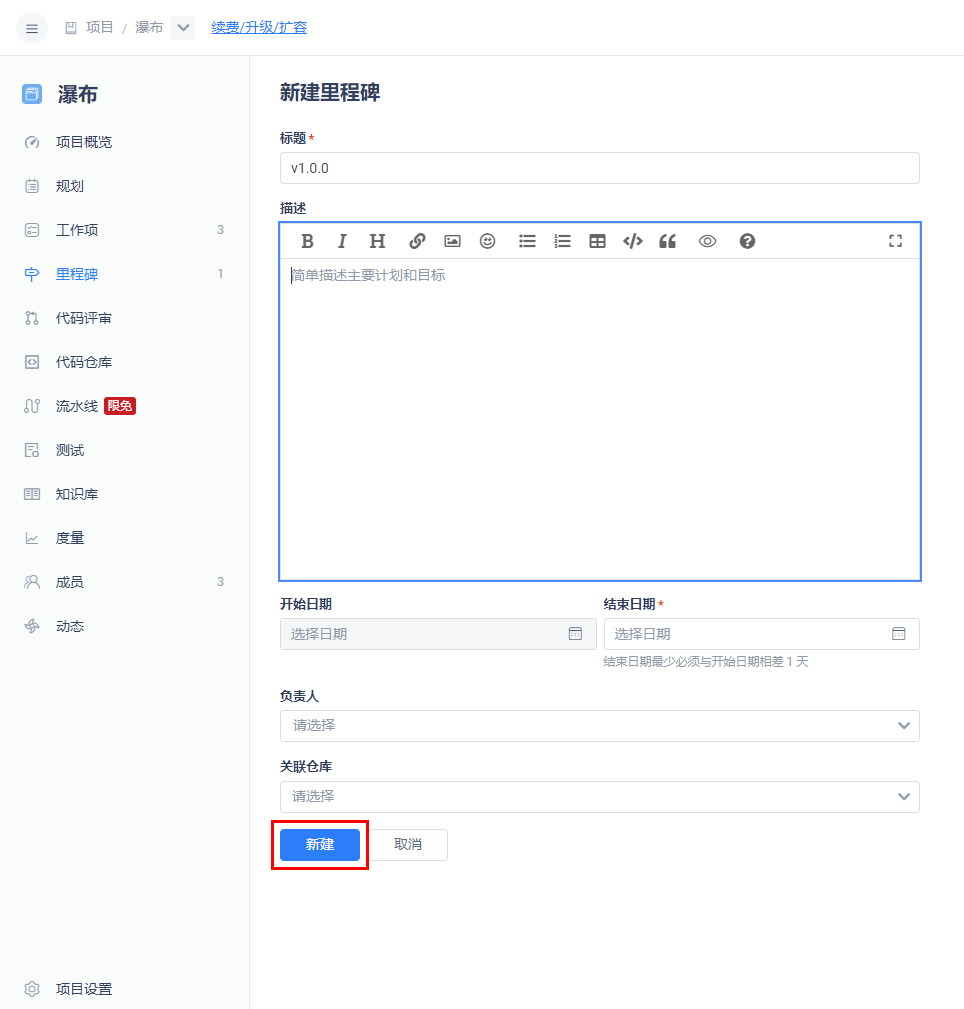 项目 / 瀑布 续费/升级/扩容
瀑布
项目概览
规划
工作项 3
里程碑 1
代码评审
代码仓库
流水线 限免
测试
知识库
度量
成员 3
动态
项目设置
新建里程碑
标题*
v1.0.0
描述
B I H
简单描述主要计划和目标
开始日期 结束日期*
选择日期 选择日期
结束日期最少必须与开始日期相差 1 天
负责人
请选择
关联仓库
请选择
新建 取消